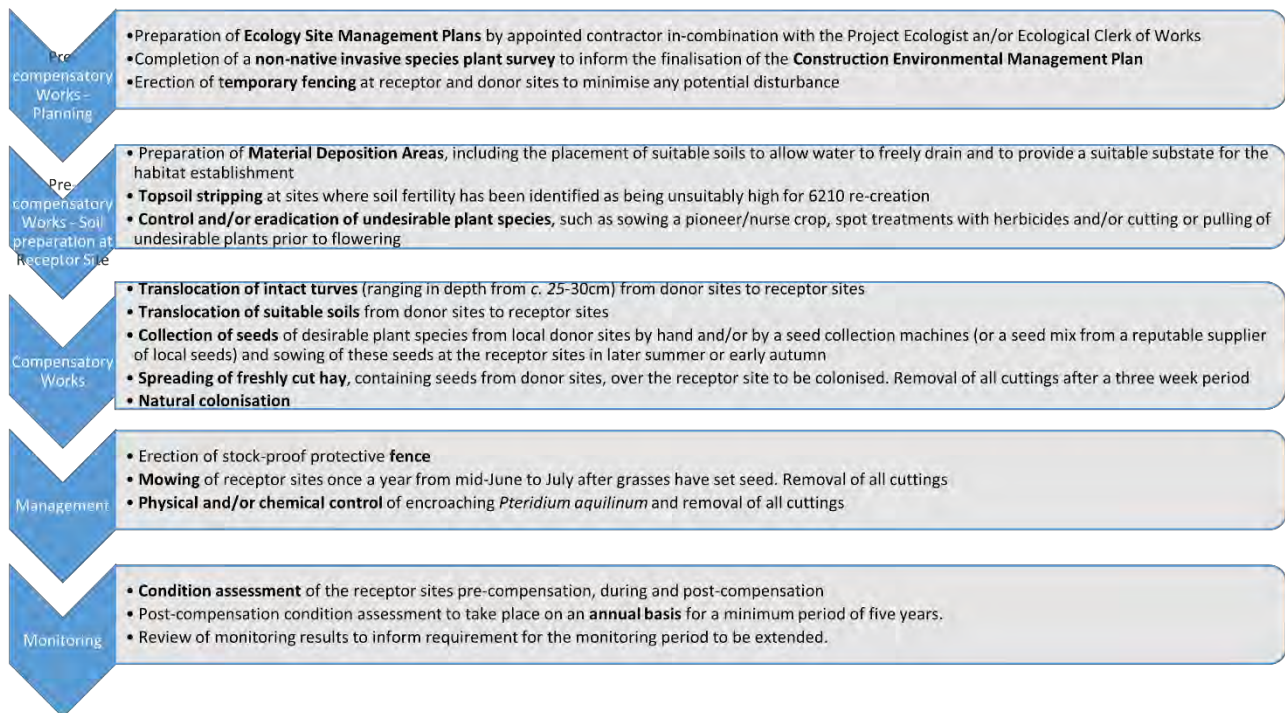 Pre-
compensatory
Works -
Planning
•Preparation of Ecology Site Management Plans by appointed contractor in-combination with the Project Ecologist an/or Ecological Clerk of Works
•Completion of a non-native invasive species plant survey to inform the finalisation of the Construction Environmental Management Plan
•Erection of temporary fencing at receptor and donor sites to minimise any potential disturbance
Pre-
compensatory
Works - Soil
preparation at
Receptor Site
• Preparation of Material Deposition Areas, including the placement of suitable soils to allow water to freely drain and to provide a suitable substate for the
habitat establishment
• Topsoil stripping at sites where soil fertility has been identified as being unsuitably high for 6210 re-creation
• Control and/or eradication of undesirable plant species, such as sowing a pioneer/nurse crop, spot treatments with herbicides and/or cutting or pulling of
undesirable plants prior to flowering
Compensatory
Works
• Translocation of intact turves (ranging in depth from c. 25-30cm) from donor sites to receptor sites
• Translocation of suitable soils from donor sites to receptor sites
• Collection of seeds of desirable plant species from local donor sites by hand and/or by a seed collection machines (or a seed mix from a reputable supplier
of local seeds) and sowing of these seeds at the receptor sites in later summer or early autumn
• Spreading of freshly cut hay, containing seeds from donor sites, over the receptor site to be colonised. Removal of all cuttings after a three week period
• Natural colonisation
Management
• Erection of stock-proof protective fence
• Mowing of receptor sites once a year from mid-June to July after grasses have set seed. Removal of all cuttings
• Physical and/or chemical control of encroaching Pteridium aquilinum and removal of all cuttings
Monitoring
• Condition assessment of the receptor sites pre-compensation, during and post-compensation
• Post-compensation condition assessment to take place on an annual basis for a minimum period of five years.
• Review of monitoring results to inform requirement for the monitoring period to be extended.